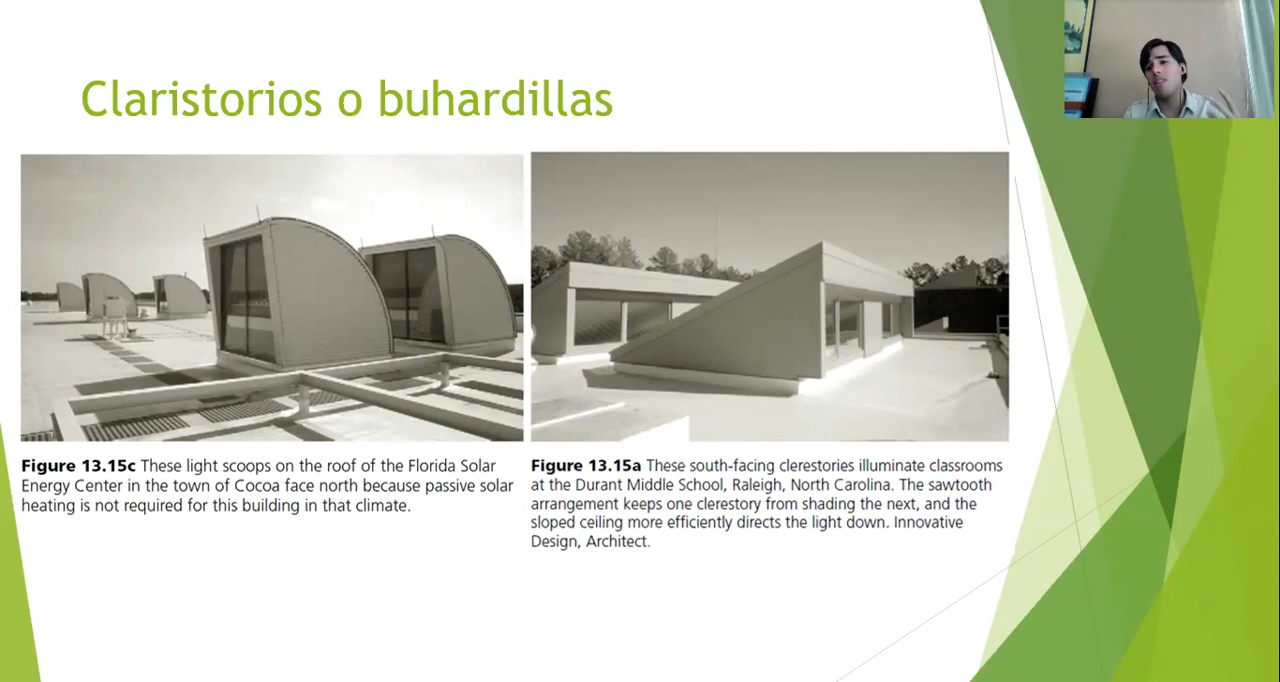 Claristorios o buhardillas
Figure 13.15c These light scoops on the roof of the Florida Solar
Energy Center in the town of Cocoa face north because passive solar
heating is not required for this building in that climate.
Figure 13.15a These south-facing clerestories illuminate classrooms
at the Durant Middle School, Raleigh, North Carolina. The sawtooth
arrangement keeps one clerestory from shading the next, and the
sloped ceiling more efficiently directs the light down. Innovative
Design, Architect.